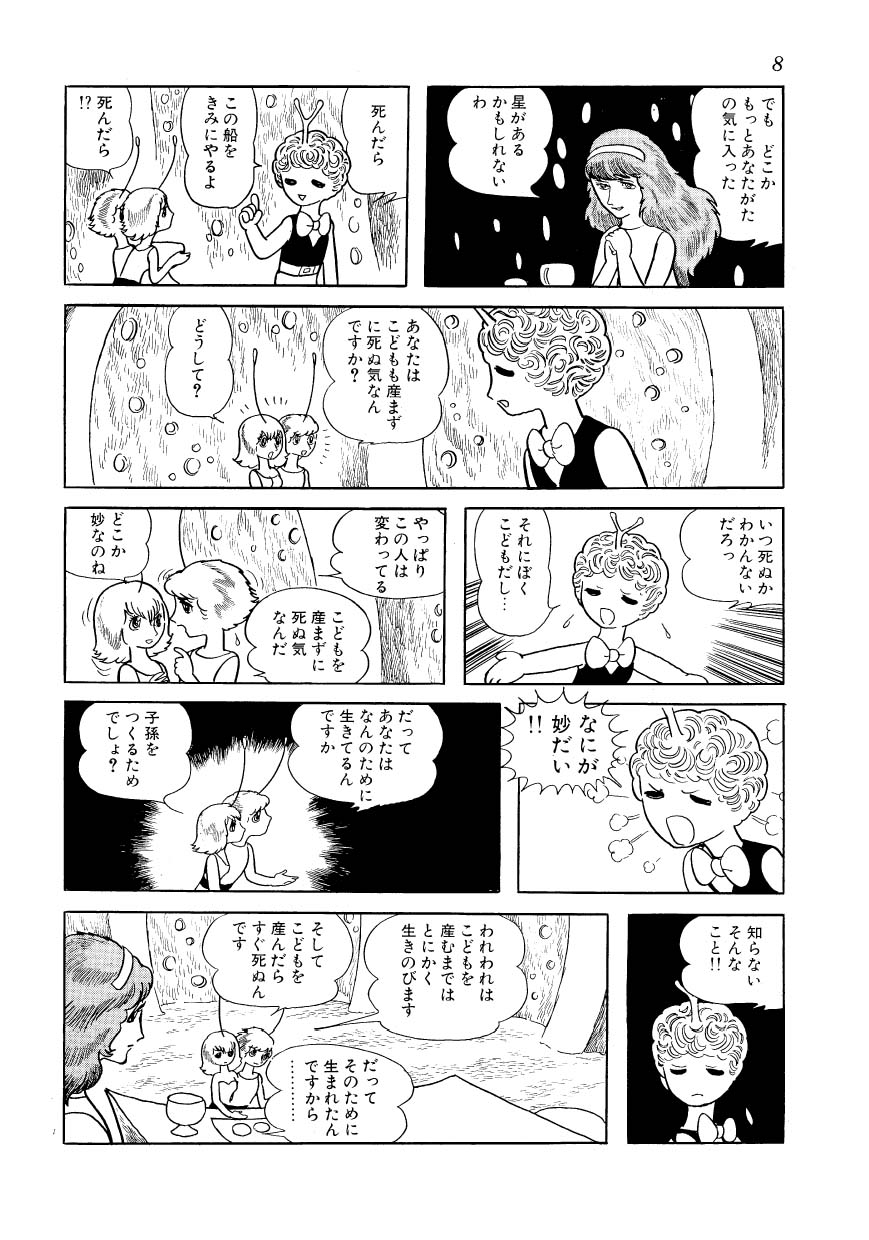 8
でも どこか
もっとあなたがた
の気に入った
星がある
かもしれない
わ
死んだら
この船を
きみにやるよ
死んだら
!?
あなたは
こどもも産まず
に死ぬ気なん
ですか?
どうして?
いつ死ぬか
わかんない
だろっ
それにぼく
こどもだし…
やっぱり
この人は
変わってる
こどもを
産まずに
死ぬ気
なんだ
どこか
妙なのね
なにが
妙だい
!!
だって
あなたは
なんのために
生きてるん
ですか
子孫を
つくるため
でしょ?
知らない
そんな
こと!!
われわれは
こどもを
産むまでは
とにかく
生きのびます
そして
こどもを
産んだら
すぐ死ぬん
です
だって
そのために
生まれたん
ですから
………